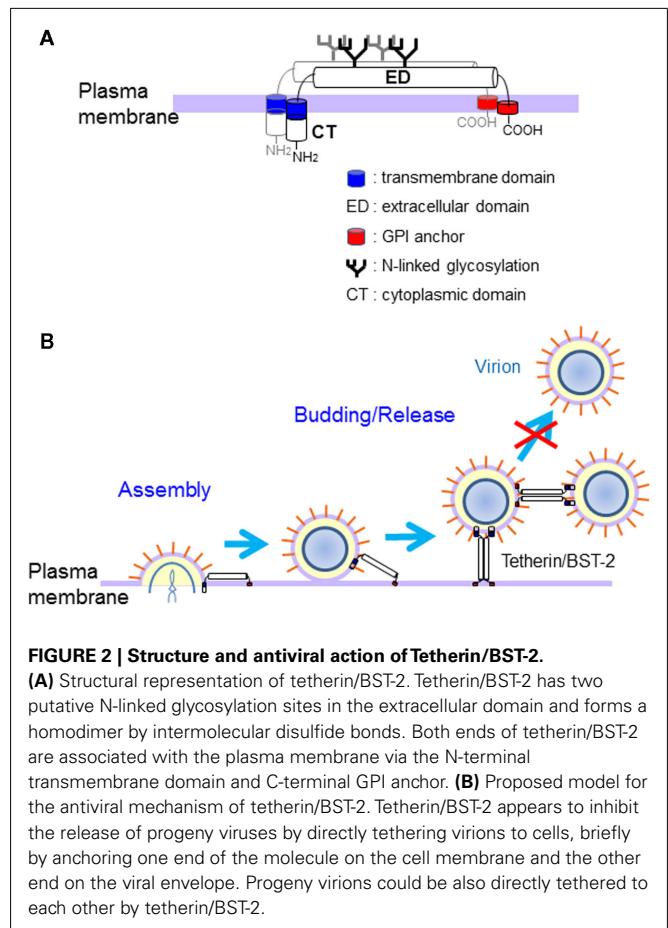 A
ED
Plasma
membrane
CT
COOH
COOH
NH2
NH2
: transmembrane domain
ED : extracellular domain
: GPI anchor
: N-linked glycosylation
CT : cytoplasmic domain
B
Virion
Budding/Release
Assembly
Tetherin/BST-2
Plasma
membrane
FIGURE 2 | Structure and antiviral action of Tetherin/BST-2.
(A) Structural representation of tetherin/BST-2. Tetherin/BST-2 has two
putative N-linked glycosylation sites in the extracellular domain and forms a
homodimer by intermolecular disulfide bonds. Both ends of tetherin/BST-2
are associated with the plasma membrane via the N-terminal
transmembrane domain and C-terminal GPI anchor. (B) Proposed model for
the antiviral mechanism of tetherin/BST-2. Tetherin/BST-2 appears to inhibit
the release of progeny viruses by directly tethering virions to cells, briefly
by anchoring one end of the molecule on the cell membrane and the other
end on the viral envelope. Progeny virions could be also directly tethered to
each other by tetherin/BST-2.